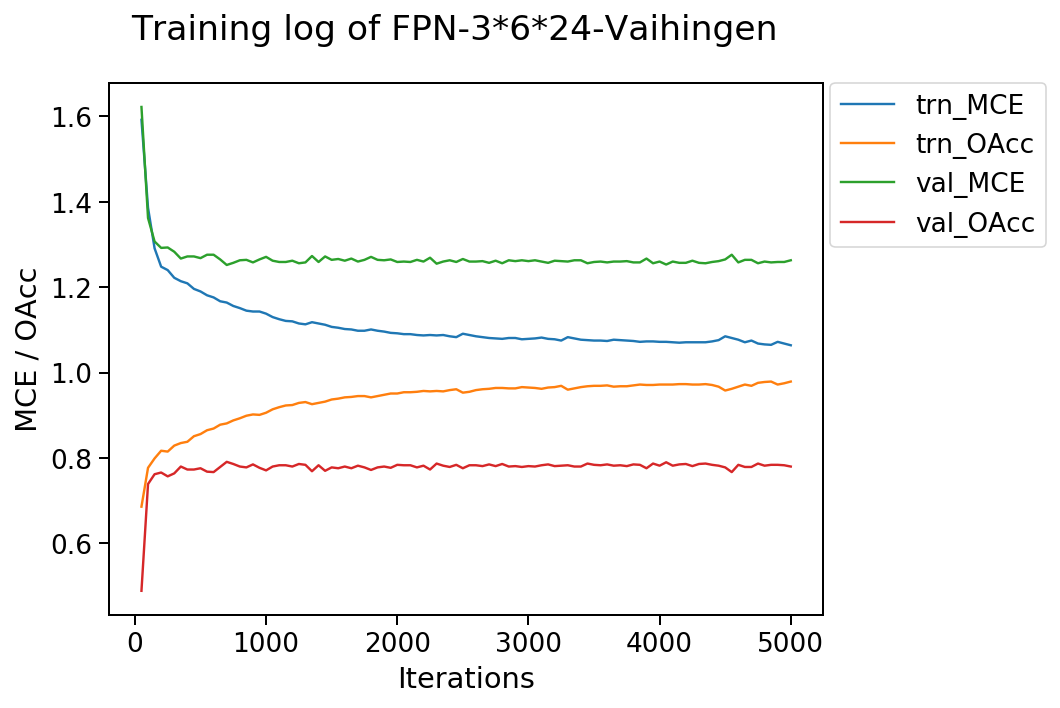 Training log of FPN-3*6*24-Vaihingen
trn_MCE
trn_OAcc
val_MCE
val_OAcc
MCE / OAcc
1.6
1.4
1.2
1.0
0.8
0.6
0 1000 2000 3000 4000 5000
Iterations